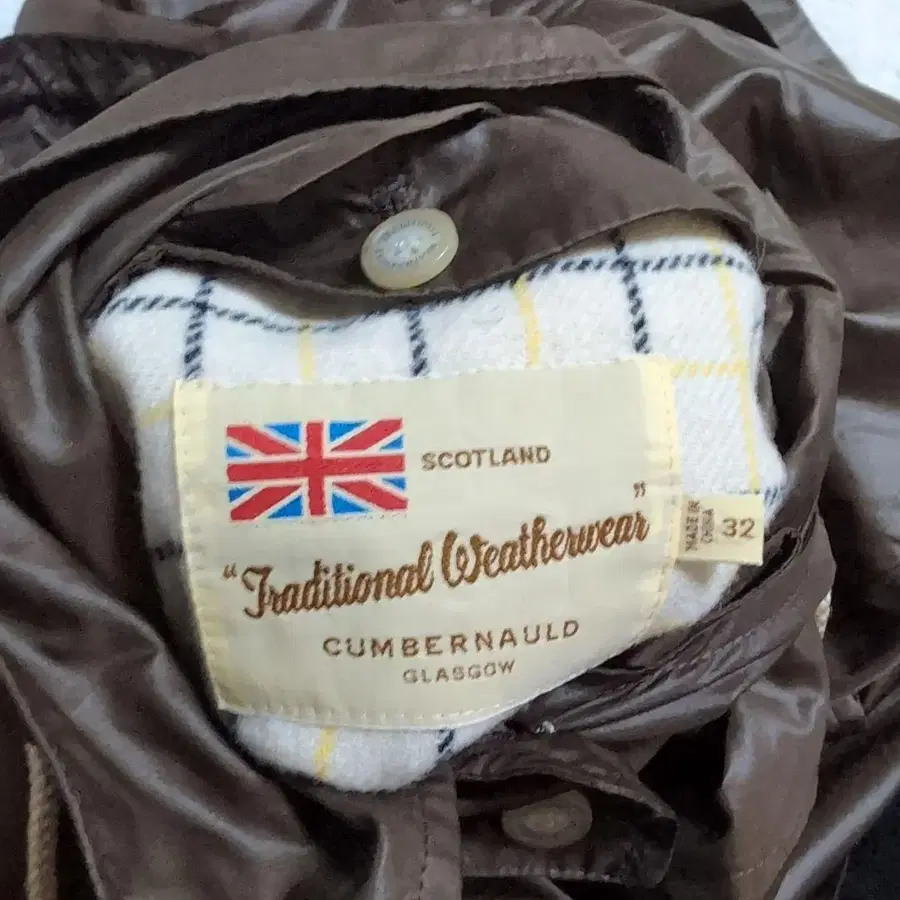 SCOTLAND
"Traditional Weatherwear"
CUMBERNAULD
GLASGOW
MADE IN
CHINA
32